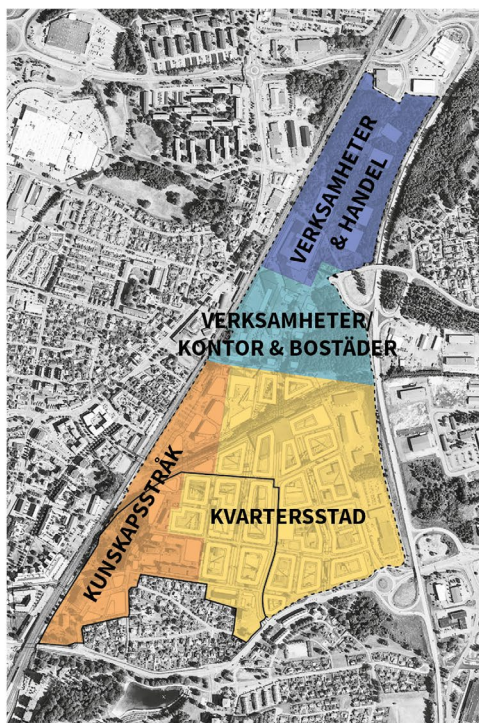 VERKSAMHETER
& HANDEL
VERKSAMHETER/
KONTOR & BOSTÄDER
KUNSKAPSSTRÅK
KVARTERSSTAD